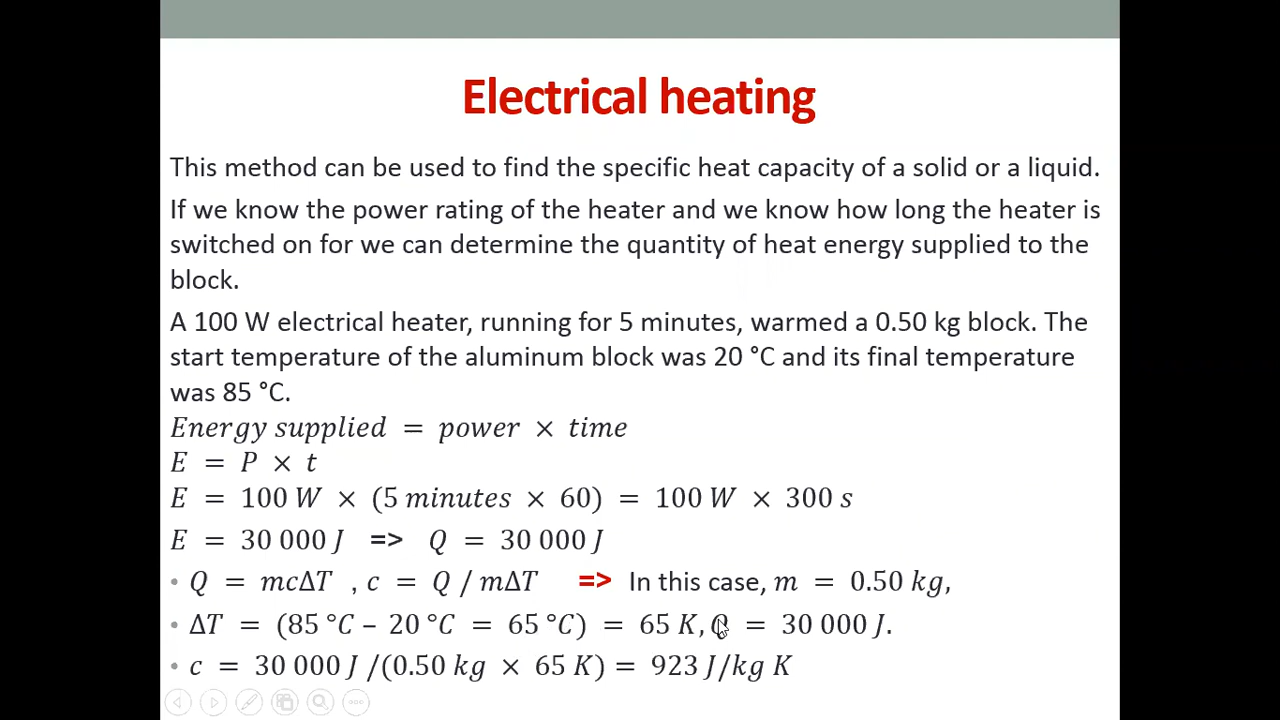 Electrical heating
This method can be used to find the specific heat capacity of a solid or a liquid.
If we know the power rating of the heater and we know how long the heater is
switched on for we can determine the quantity of heat energy supplied to the
block.
A 100 W electrical heater, running for 5 minutes, warmed a 0.50 kg block. The
start temperature of the aluminum block was 20 °C and its final temperature
was 85 °C.
Energy supplied = power × time
E = P × t
E = 100 W × (5 minutes × 60) = 100 W × 300 s
E = 30 000 J => Q = 30 000 J
• Q = mcΔT , c = Q / mΔT => In this case, m = 0.50 kg,
• ΔT = (85 °C – 20 °C = 65 °C) = 65 K, Q = 30 000 J.
• c = 30 000 J /(0.50 kg × 65 K) = 923 J/kg K